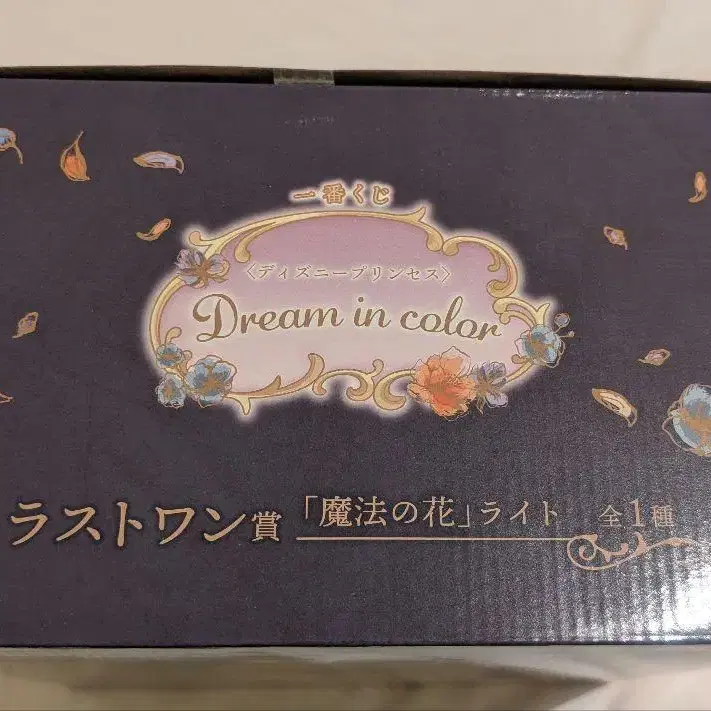 一番くじ
〈ディズニープリンセス〉
Dream in color
ラストワン賞 「魔法の花」ライト 全1種